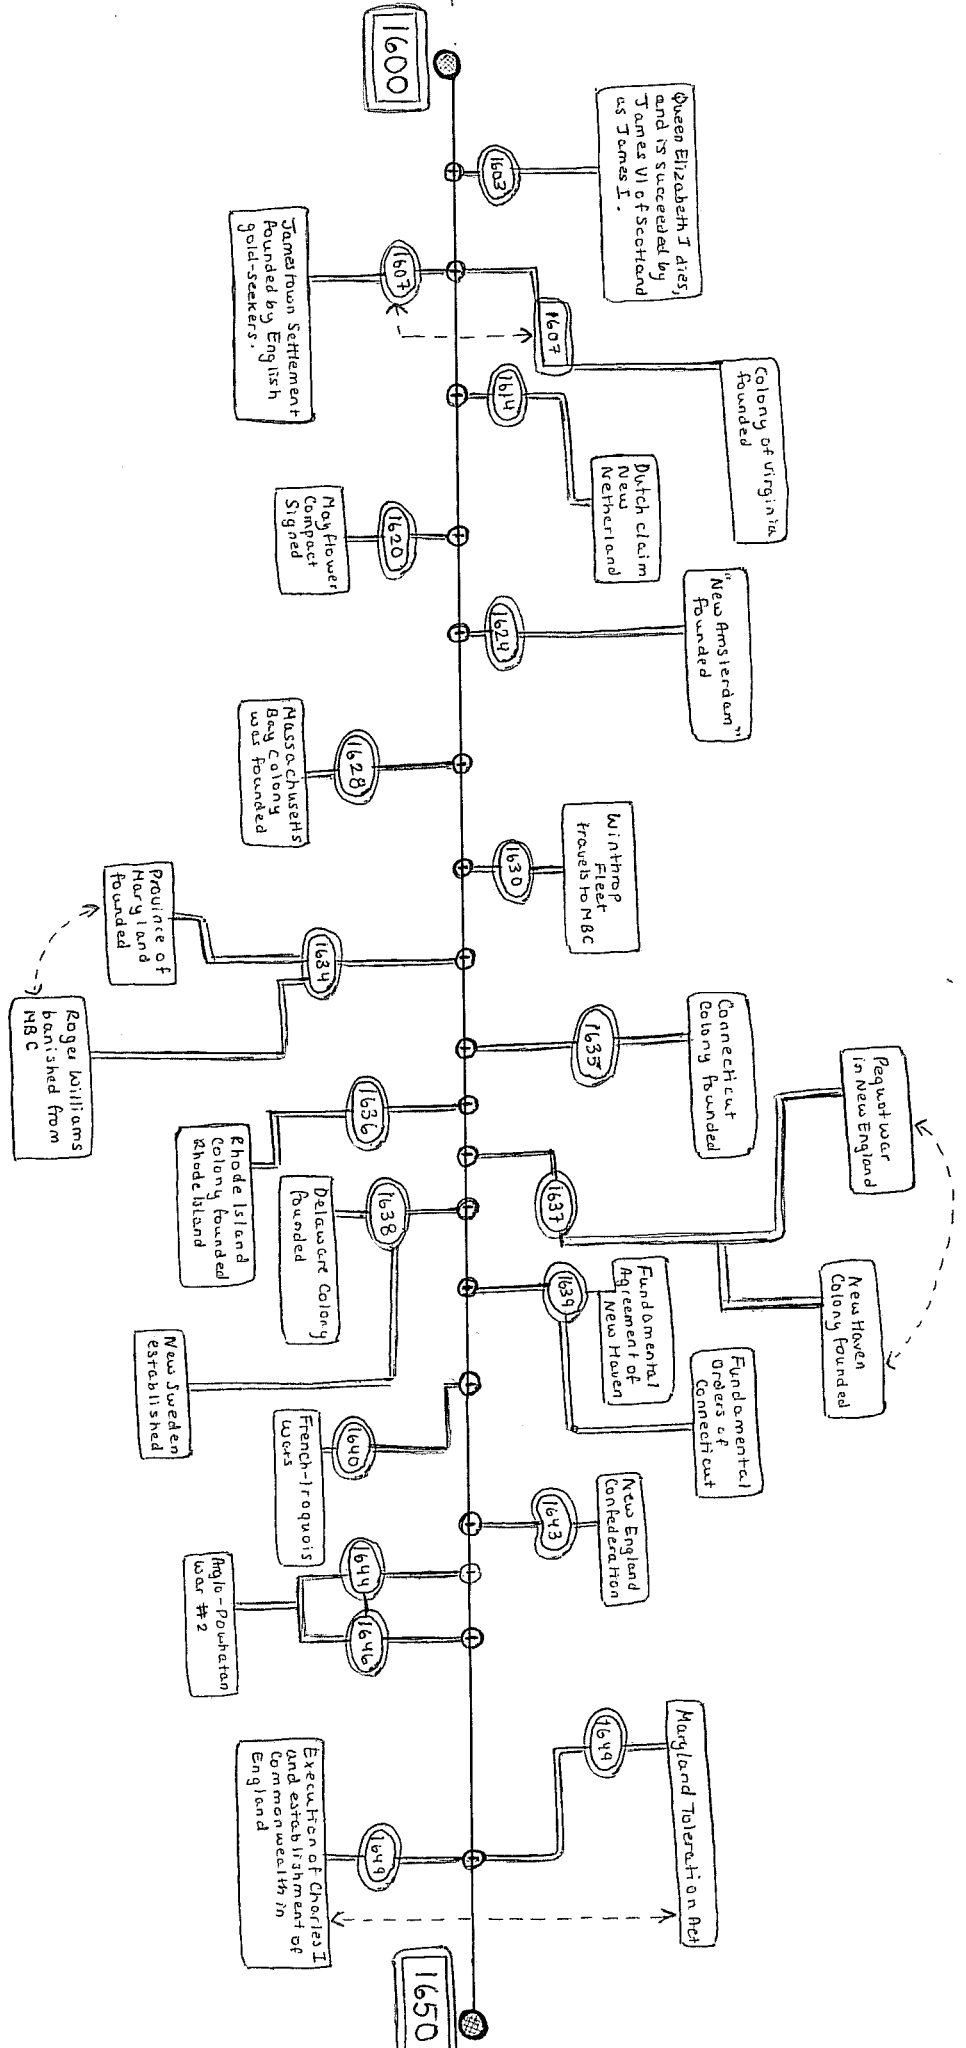 1600
1603
Queen Elizabeth I dies,
and is succeeded by
James VI of Scotland
as James I.
1607
Jamestown Settlement
founded by English
gold-seekers.
1607
Colony of Virginia
founded
1614
Dutch claim
New
Netherland
1620
Mayflower
Compact
Signed
1624
"New Amsterdam"
founded
1628
Massachusetts
Bay Colony
was founded
1630
Winthrop
Fleet
travels to MBC
1634
Province of
Maryland
founded
Roger Williams
banished from
MBC
1635
Connecticut
Colony founded
1636
Rhode Island
Colony founded
Rhode Island
1637
Pequot war
in New England
New Haven
Colony founded
1638
Delaware Colony
founded
New Sweden
established
1639
Fundamental
Agreement of
New Haven
Fundamental
Orders of
Connecticut
1640
French-Iroquois
wars
1643
New England
Confederation
1644
1646
Anglo-Powhatan
war #2
1649
Maryland Toleration Act
1649
Execution of Charles I
and establishment of
Commonwealth in
England
1650